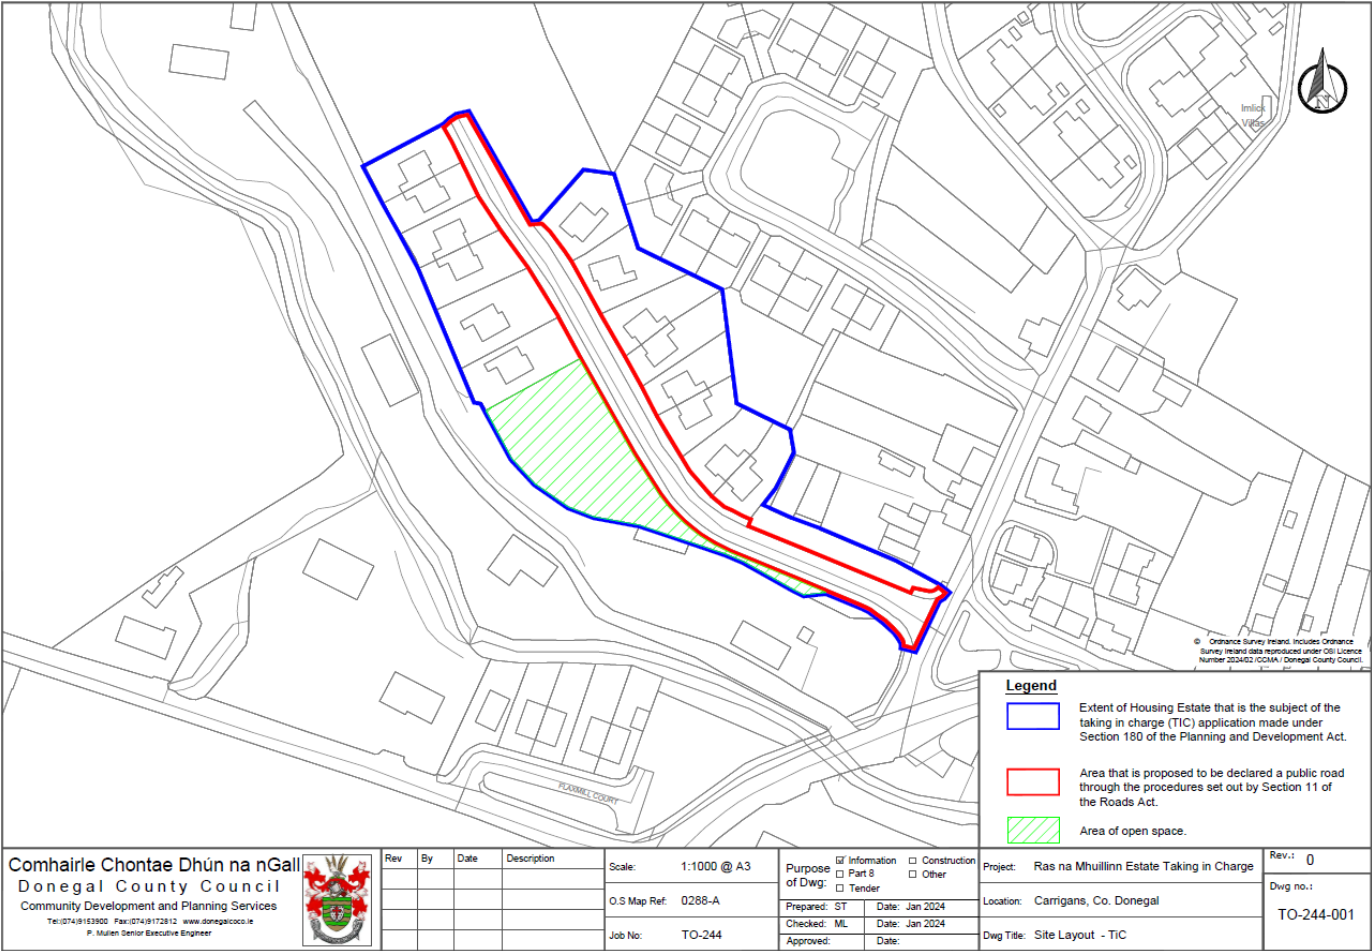 Imlick
Villas
N
© Ordnance Survey Ireland. Includes Ordnance
Survey Ireland data reproduced under OSi Licence
Number 2024/02 /CCMA / Donegal County Council.
FLAXMILL COURT
Legend
Extent of Housing Estate that is the subject of the
taking in charge (TIC) application made under
Section 180 of the Planning and Development Act.
Area that is proposed to be declared a public road
through the procedures set out by Section 11 of
the Roads Act.
Area of open space.
Comhairle Chontae Dhún na nGall
Donegal County Council
Community Development and Planning Services
Tel:(074)9153900 Fax:(074)9172812 www.donegalcoco.ie
P. Mullen Senior Executive Engineer
Rev By Date Description
Scale: 1:1000 @ A3
O.S Map Ref: 0288-A
Job No: TO-244
Purpose of Dwg:
☑ Information ☐ Construction
☐ Part 8 ☐ Other
☐ Tender
Prepared: ST Date: Jan 2024
Checked: ML Date: Jan 2024
Approved: Date:
Project: Ras na Mhuillinn Estate Taking in Charge
Location: Carrigans, Co. Donegal
Dwg Title: Site Layout - TiC
Rev.: 0
Dwg no.:
TO-244-001